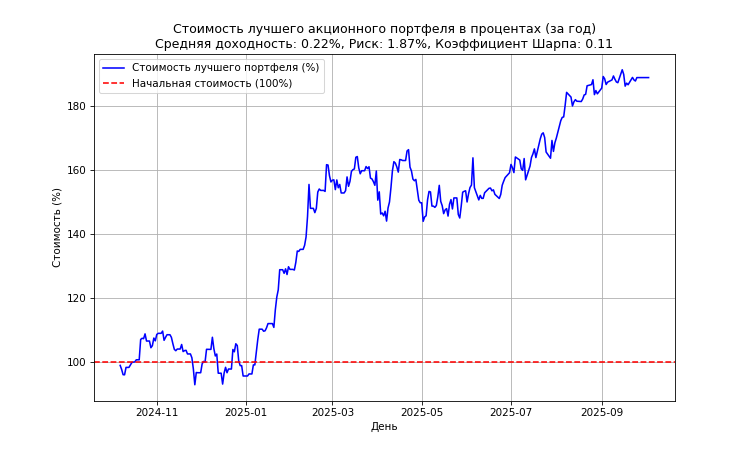 Стоимость лучшего акционного портфеля в процентах (за год)
Средняя доходность: 0.22%, Риск: 1.87%, Коэффициент Шарпа: 0.11
Стоимость лучшего портфеля (%)
Начальная стоимость (100%)
Стоимость (%)
180
160
140
120
100
2024-11 2025-01 2025-03 2025-05 2025-07 2025-09
День